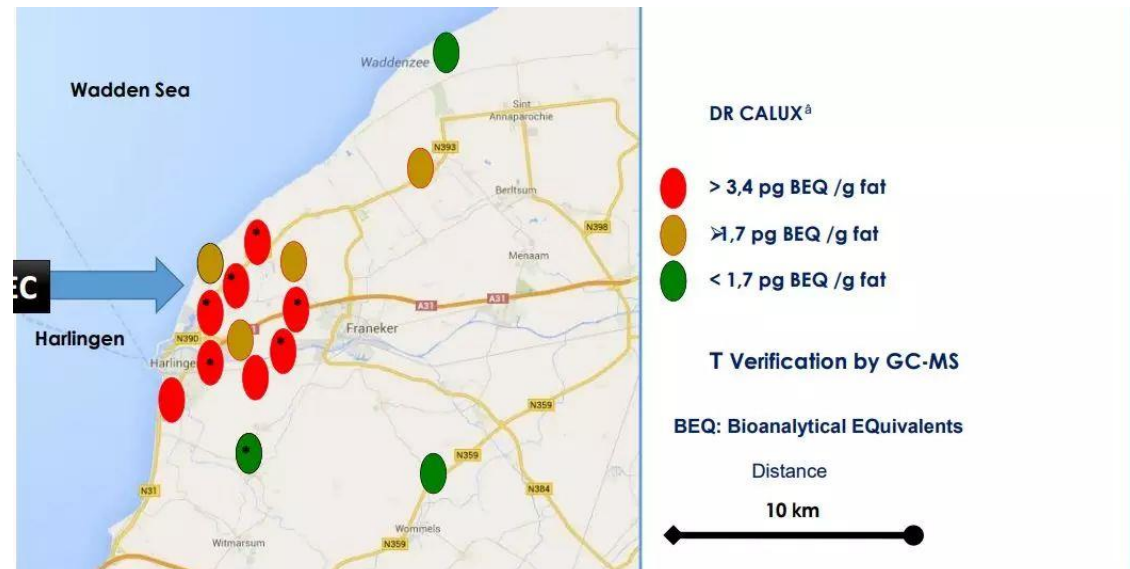 Wadden Sea
Waddenzee
Sint
Annaparochie
N393
Berltsum
N398
Menaam
EC
A31
A31
1
Harlingen
N390
Franeker
Harlinge
N359
N359
N31
N384
Wommels
N359
Witmarsum
DR CALUXâ
> 3,4 pg BEQ /g fat
➢1,7 pg BEQ /g fat
< 1,7 pg BEQ /g fat
T Verification by GC-MS
BEQ: Bioanalytical EQuivalents
Distance
10 km